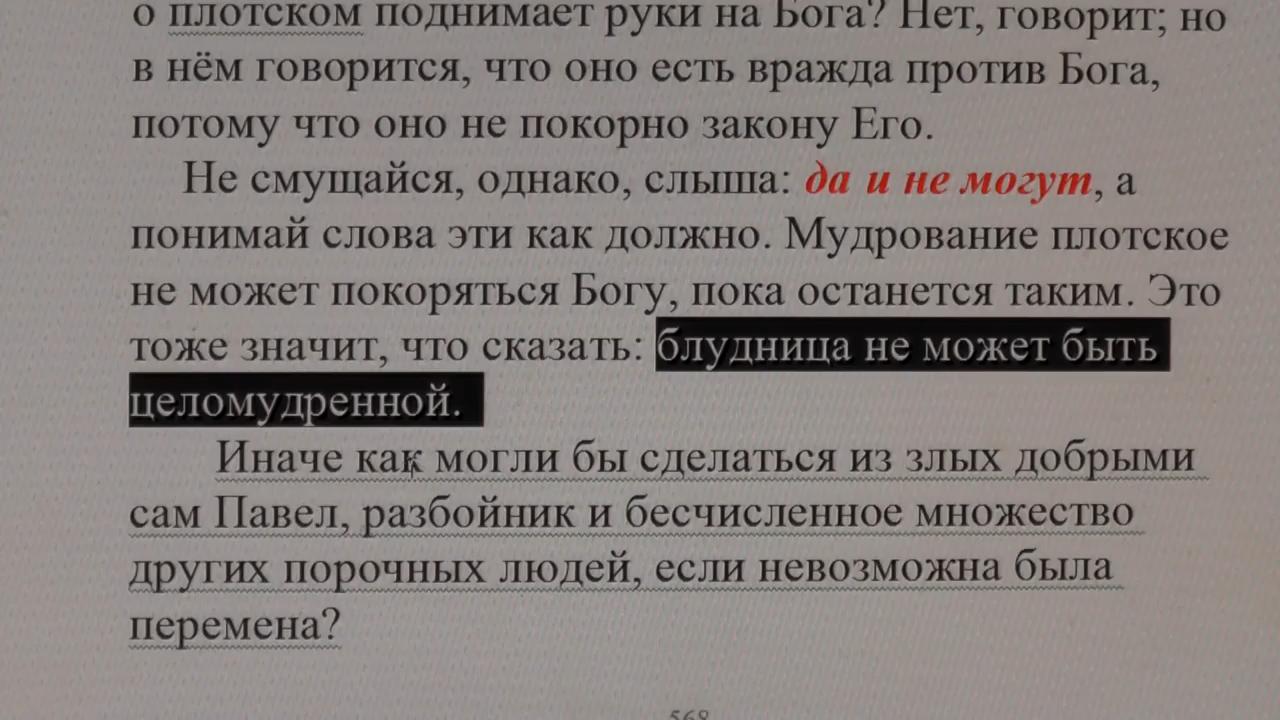 о плотском поднимает руки на Бога? Нет, говорит; но
в нём говорится, что оно есть вражда против Бога,
потому что оно не покорно закону Его.
Не смущайся, однако, слыша: да и не могут, а
понимай слова эти как должно. Мудрование плотское
не может покоряться Богу, пока останется таким. Это
тоже значит, что сказать: блудница не может быть
целомудренной.
Иначе как могли бы сделаться из злых добрыми
сам Павел, разбойник и бесчисленное множество
других порочных людей, если невозможна была
перемена?
568